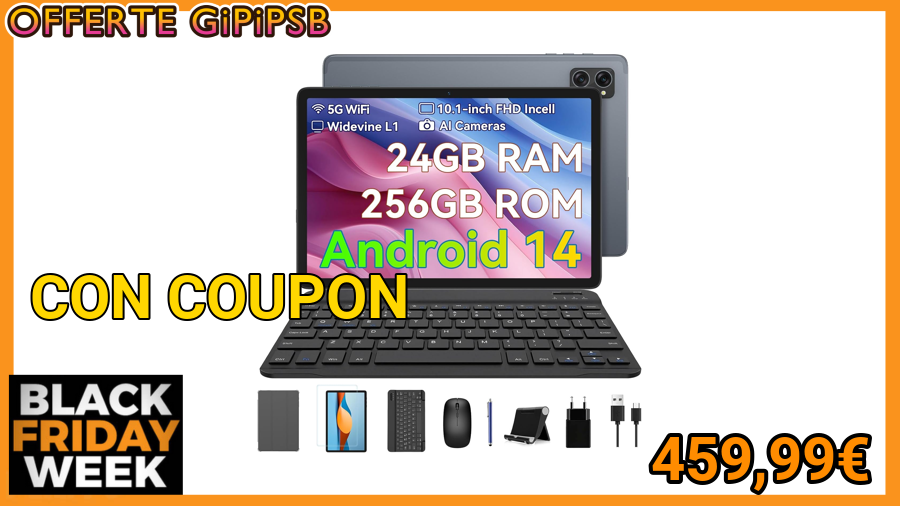 OFFERTE GiPiPSB
5G WiFi
10.1-inch FHD Incell
Widevine L1
AI Cameras
24GB RAM
256GB ROM
Android 14
CON COUPON
BLACK
FRIDAY
WEEK
459,99€